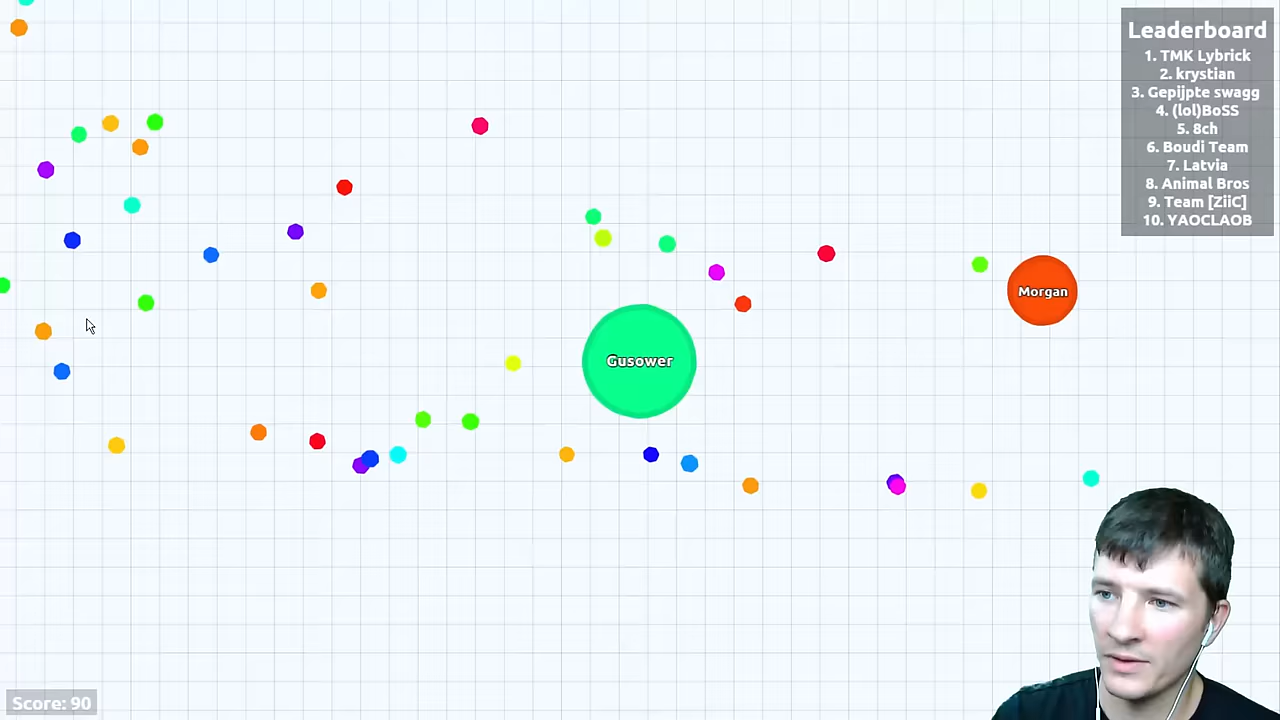 Leaderboard
1. TMK Lybrick
2. krystian
3. Gepijpte swagg
4. (lol)BoSS
5. 8ch
6. Boudi Team
7. Latvia
8. Animal Bros
9. Team [ZiiC]
10. YAOCLAOB
Morgan
Gusower
Score: 90